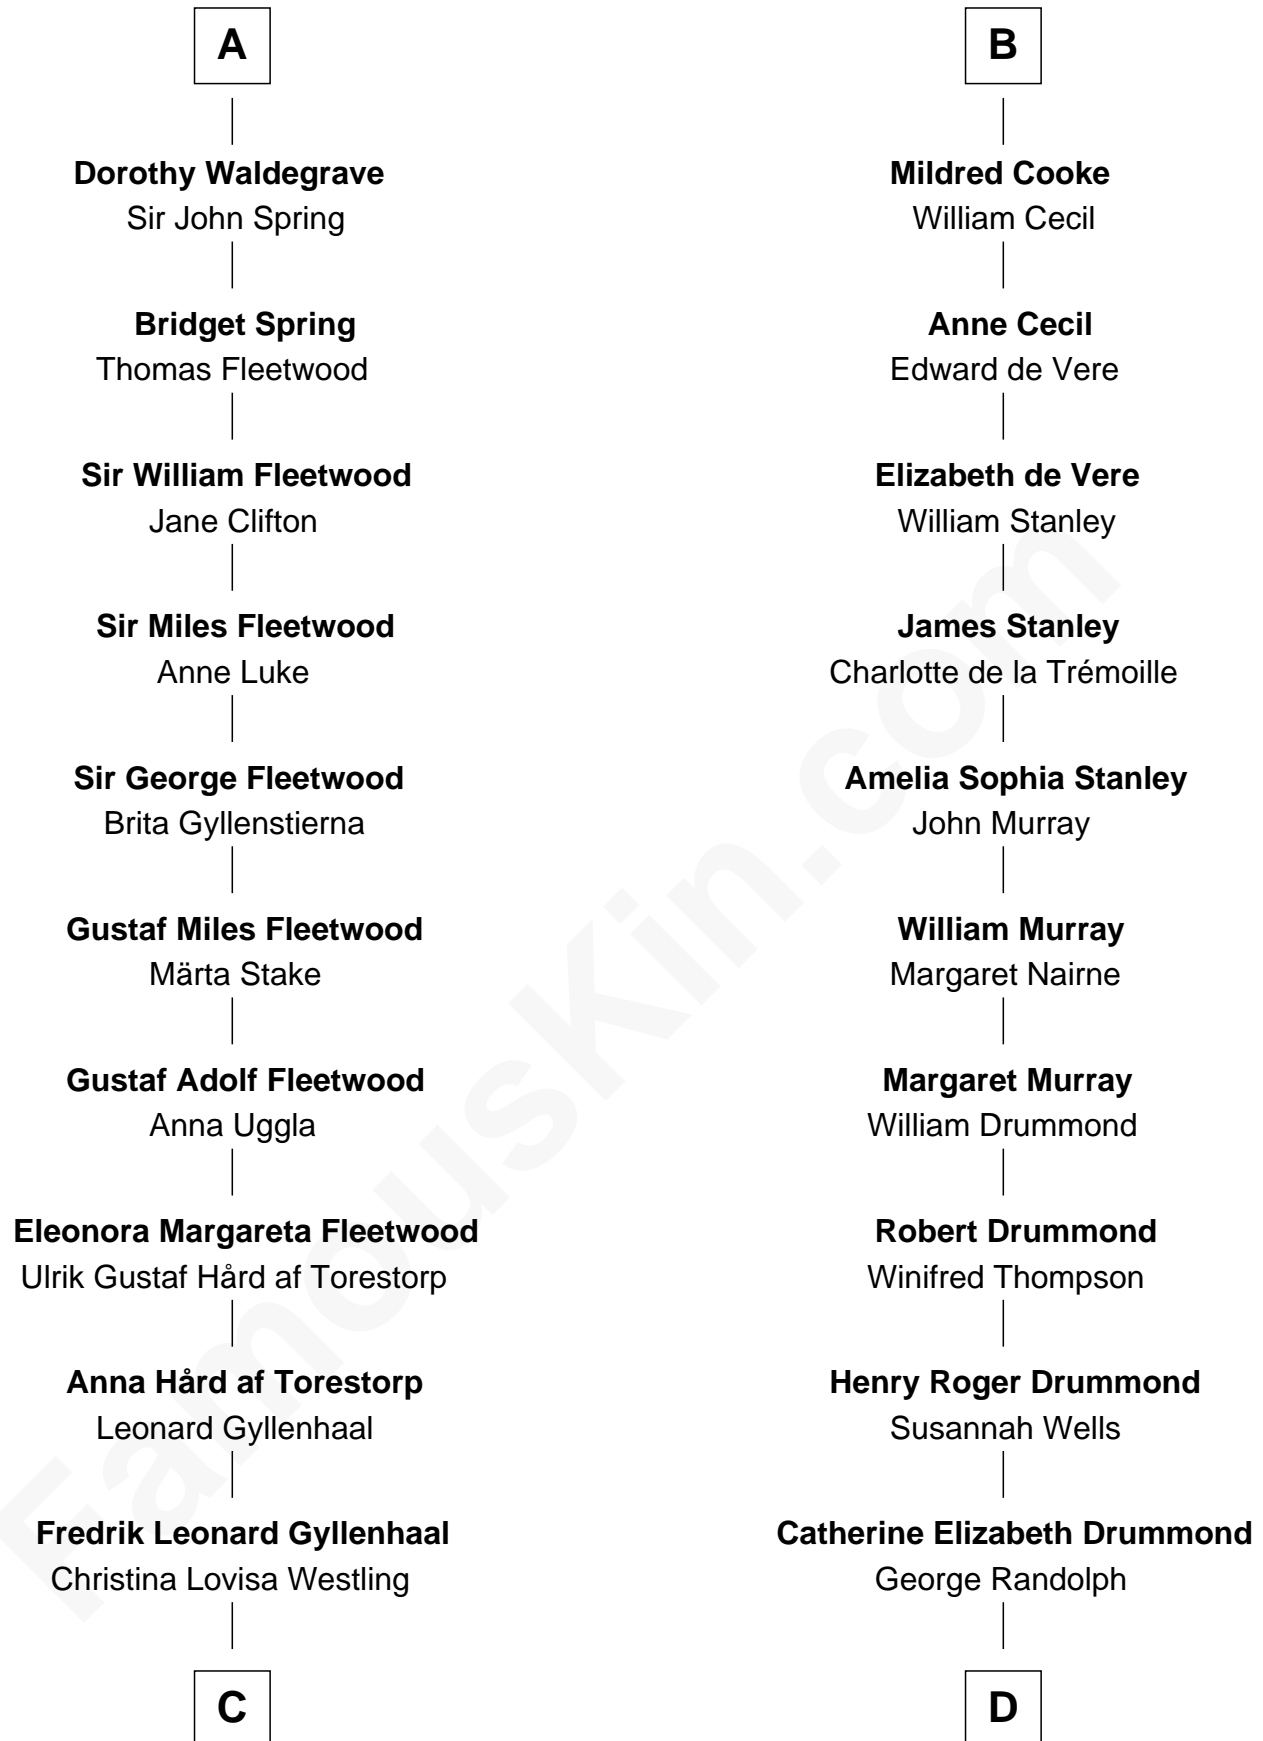 A
Dorothy Waldegrave
Sir John Spring
Bridget Spring
Thomas Fleetwood
Sir William Fleetwood
Jane Clifton
Sir Miles Fleetwood
Anne Luke
Sir George Fleetwood
Brita Gyllenstierna
Gustaf Miles Fleetwood
Märta Stake
Gustaf Adolf Fleetwood
Anna Uggla
Eleonora Margareta Fleetwood
Ulrik Gustaf Hård af Torestorp
Anna Hård af Torestorp
Leonard Gyllenhaal
Fredrik Leonard Gyllenhaal
Christina Lovisa Westling
C
B
Mildred Cooke
William Cecil
Anne Cecil
Edward de Vere
Elizabeth de Vere
William Stanley
James Stanley
Charlotte de la Trémoille
Amelia Sophia Stanley
John Murray
William Murray
Margaret Nairne
Margaret Murray
William Drummond
Robert Drummond
Winifred Thompson
Henry Roger Drummond
Susannah Wells
Catherine Elizabeth Drummond
George Randolph
D
FamousKin.com